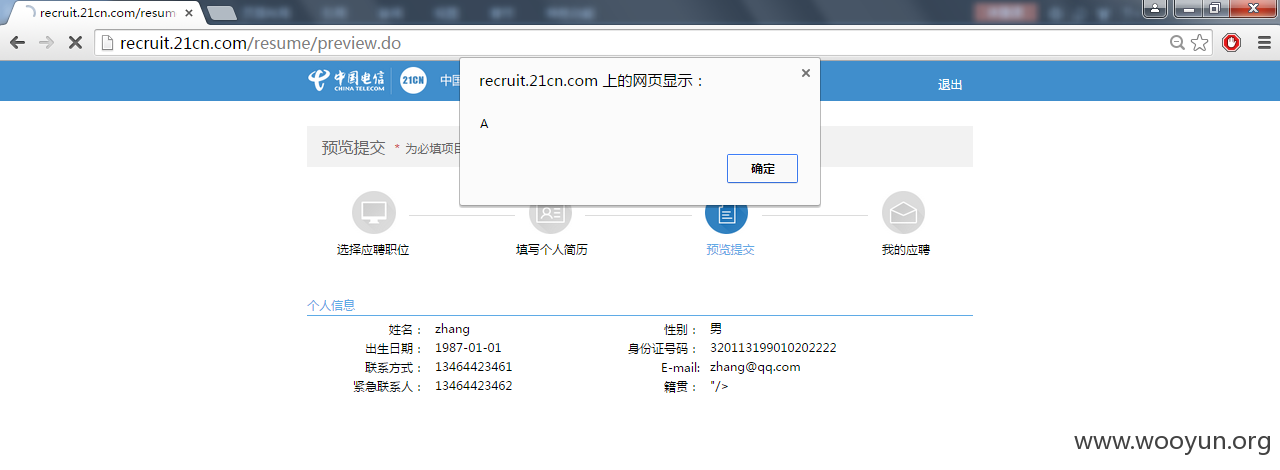 recruit.21cn.com/resum
recruit.21cn.com/resume/preview.do
中国电信
CHINA TELECOM
21CN
中国
退出
recruit.21cn.com 上的网页显示：
A
确定
预览提交 * 为必填项目
选择应聘职位
填写个人简历
预览提交
我的应聘
个人信息
姓名： zhang 性别： 男
出生日期： 1987-01-01 身份证号码： 320113199010202222
联系方式： 13464423461 E-mail: zhang@qq.com
紧急联系人： 13464423462 籍贯： "/>
www.wooyun.org